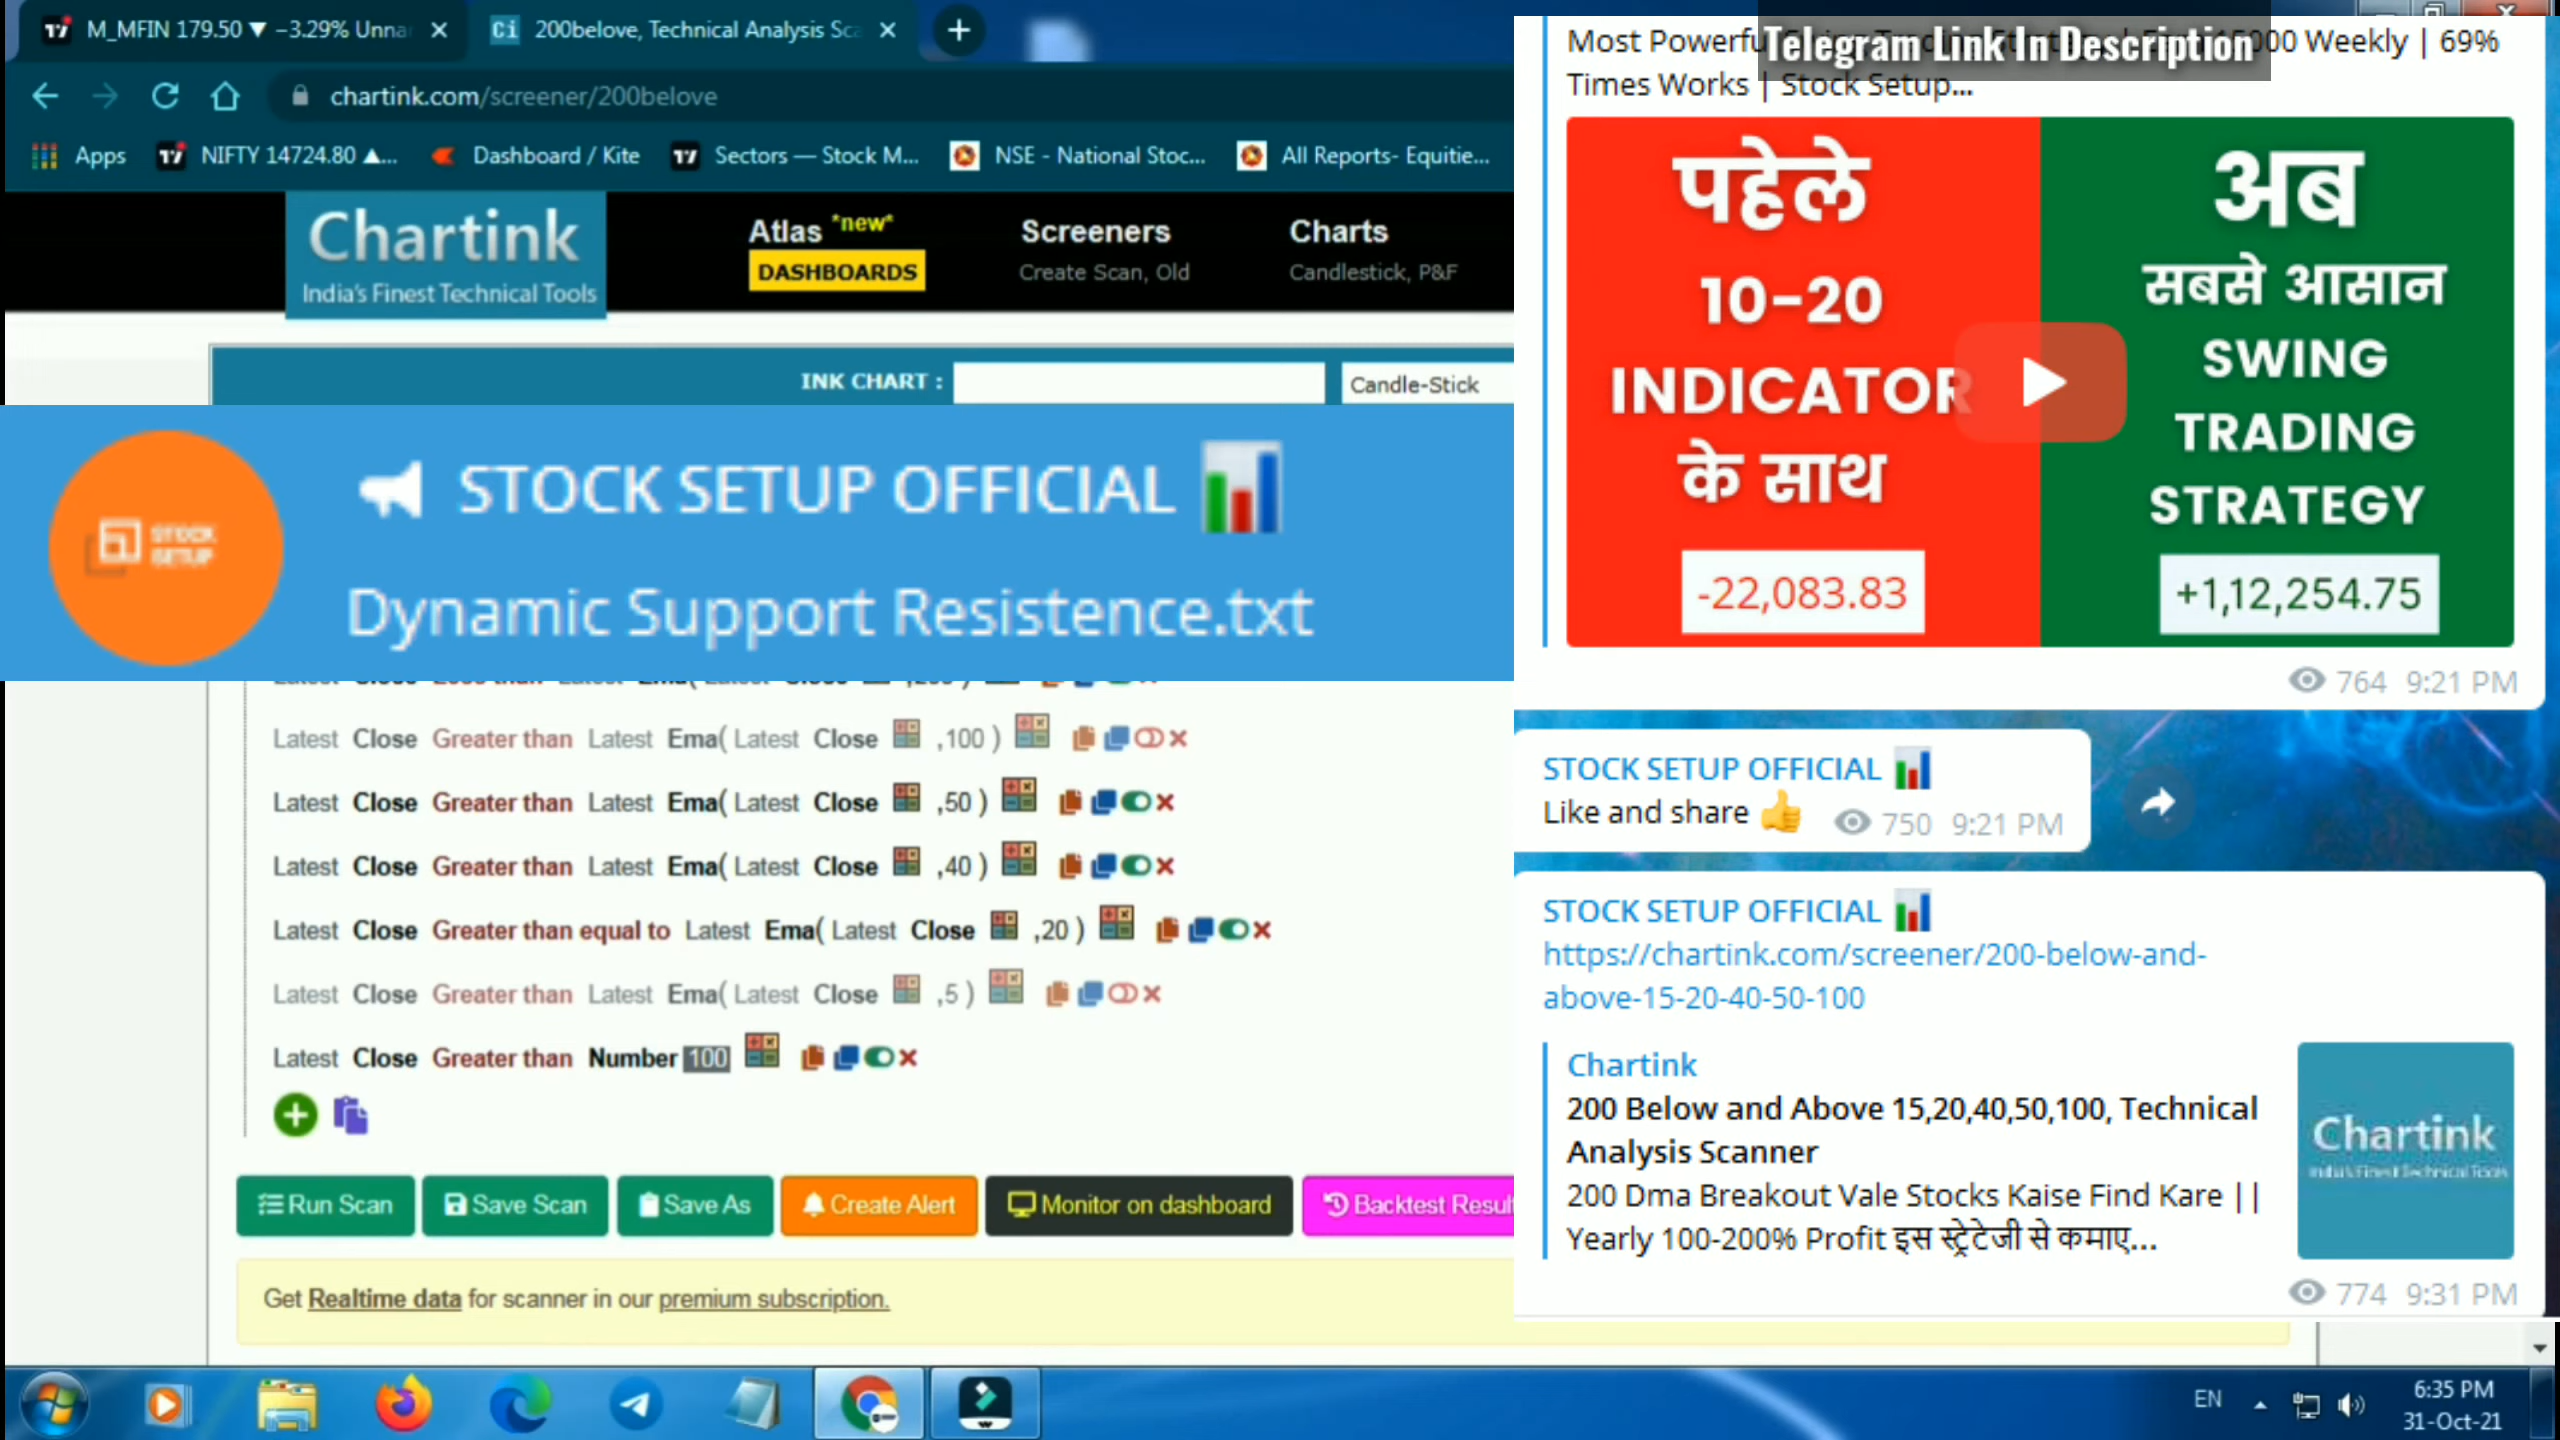 M_MFIN 179.50 ▼ −3.29% Unna
200belove, Technical Analysis Sca
chartink.com/screener/200belove
Apps
NIFTY 14724.80 ▲...
Dashboard / Kite
Sectors — Stock M...
NSE - National Stoc...
All Reports- Equitie...
Chartink
India's Finest Technical Tools
Atlas *new*
DASHBOARDS
Screeners
Create Scan, Old
Charts
Candlestick, P&F
INK CHART :
Candle-Stick
STOCK SETUP
STOCK SETUP OFFICIAL
Dynamic Support Resistence.txt
Latest Close Greater than Latest Ema( Latest Close ,100 )
Latest Close Greater than Latest Ema( Latest Close ,50 )
Latest Close Greater than Latest Ema( Latest Close ,40 )
Latest Close Greater than equal to Latest Ema( Latest Close ,20 )
Latest Close Greater than Latest Ema( Latest Close ,5 )
Latest Close Greater than Number 100
Run Scan
Save Scan
Save As
Create Alert
Monitor on dashboard
Backtest Resul
Get Realtime data for scanner in our premium subscription.
Telegram Link In Description
Most Powerfu 000 Weekly | 69%
Times Works | Stock Setup...
पहेले
10-20
INDICATOR
के साथ
-22,083.83
अब
सबसे आसान
SWING
TRADING
STRATEGY
+1,12,254.75
764 9:21 PM
STOCK SETUP OFFICIAL
Like and share 750 9:21 PM
STOCK SETUP OFFICIAL
https://chartink.com/screener/200-below-and-
above-15-20-40-50-100
Chartink
200 Below and Above 15,20,40,50,100, Technical
Analysis Scanner
200 Dma Breakout Vale Stocks Kaise Find Kare ||
Yearly 100-200% Profit इस स्ट्रेटेजी से कमाए...
Chartink
India's Finest Technical Tools
774 9:31 PM
EN
6:35 PM
31-Oct-21